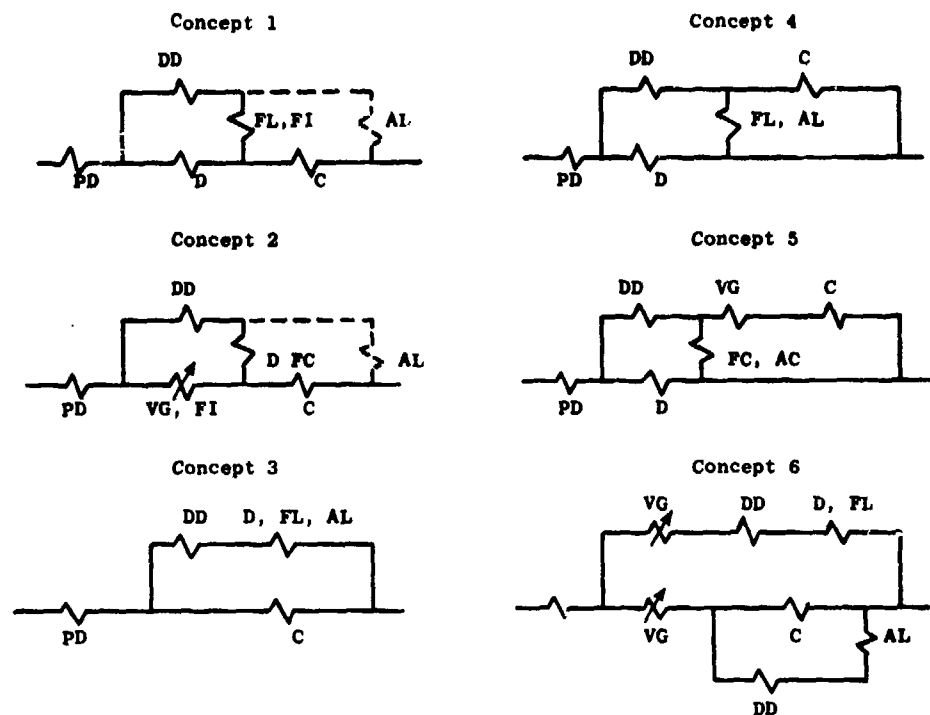 Concept 1
DD
FL,FI
AL
PD
D
C
Concept 2
DD
D FC
AL
PD
VG, FI
C
Concept 3
DD
D, FL, AL
PD
C
Concept 4
DD
C
FL, AL
PD
D
Concept 5
DD
VG
C
FC, AC
PD
D
Concept 6
VG
DD
D, FL
VG
C
AL
DD